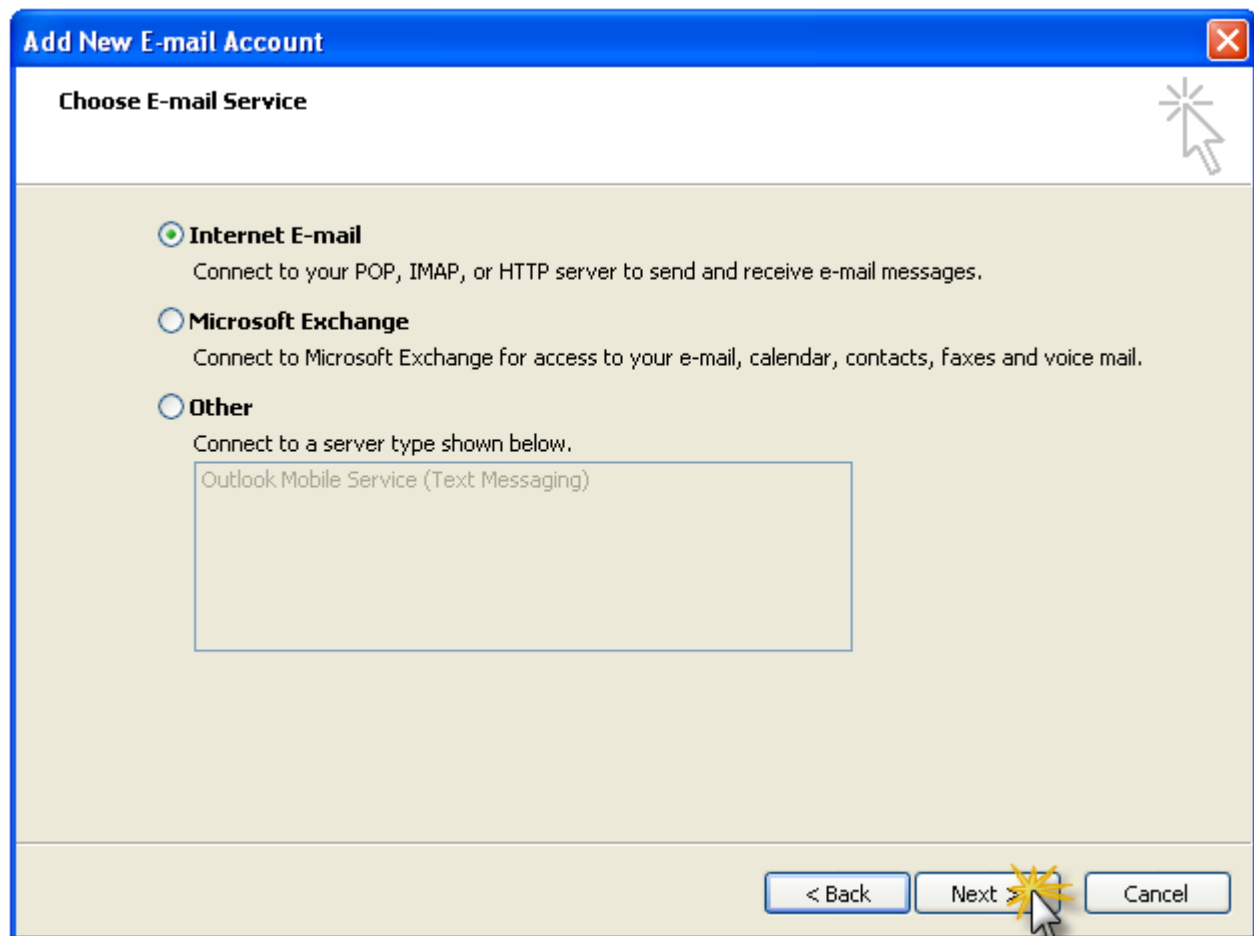 Add New E-mail Account
Choose E-mail Service
Internet E-mail
Connect to your POP, IMAP, or HTTP server to send and receive e-mail messages.
Microsoft Exchange
Connect to Microsoft Exchange for access to your e-mail, calendar, contacts, faxes and voice mail.
Other
Connect to a server type shown below.
Outlook Mobile Service (Text Messaging)
< Back Next > Cancel